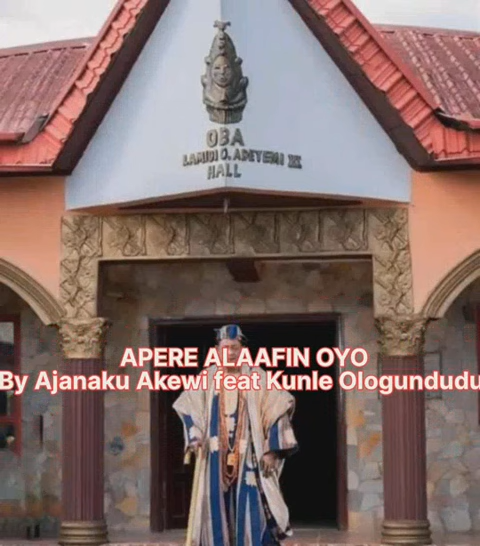 OBA
LAMIDI O. ADEYEMI III
HALL
APERE ALAAFIN OYO
By Ajanaku Akewi feat Kunle Ologundudu